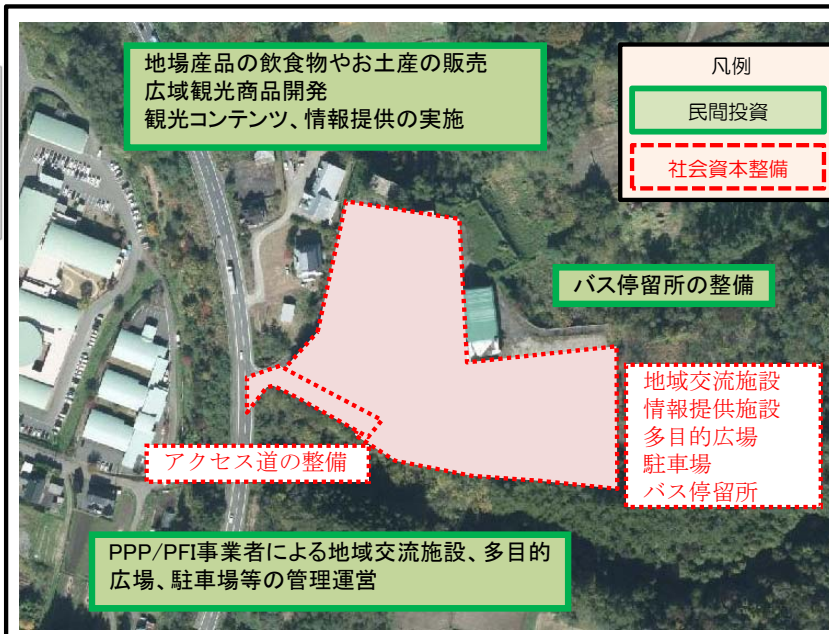 地場産品の飲食物やお土産の販売
広域観光商品開発
観光コンテンツ、情報提供の実施
凡例
民間投資
社会資本整備
バス停留所の整備
地域交流施設
情報提供施設
多目的広場
駐車場
バス停留所
アクセス道の整備
PPP/PFI事業者による地域交流施設、多目的
広場、駐車場等の管理運営